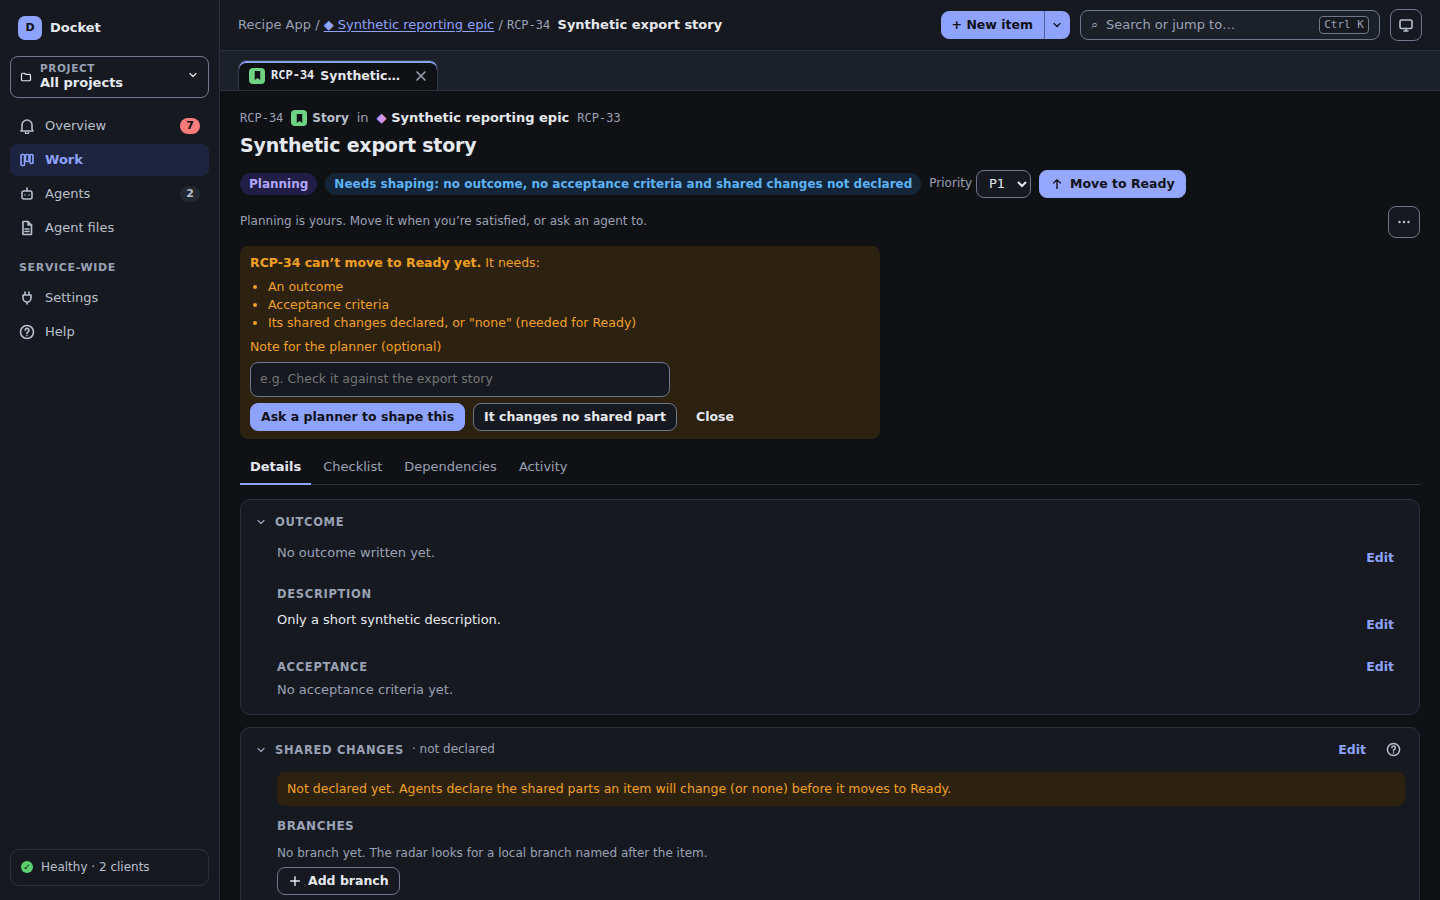 D Docket
PROJECT
All projects
Overview 7
Work
Agents 2
Agent files
SERVICE-WIDE
Settings
Help
Healthy · 2 clients
Recipe App / ◆ Synthetic reporting epic / RCP-34 Synthetic export story
+ New item
Search or jump to... Ctrl K
RCP-34 Synthetic...
RCP-34 Story in ◆ Synthetic reporting epic RCP-33
Synthetic export story
Planning Needs shaping: no outcome, no acceptance criteria and shared changes not declared Priority P1 ↑ Move to Ready
Planning is yours. Move it when you’re satisfied, or ask an agent to.
RCP-34 can’t move to Ready yet. It needs:
• An outcome
• Acceptance criteria
• Its shared changes declared, or "none" (needed for Ready)
Note for the planner (optional)
e.g. Check it against the export story
Ask a planner to shape this It changes no shared part Close
Details Checklist Dependencies Activity
OUTCOME
No outcome written yet. Edit
DESCRIPTION
Only a short synthetic description. Edit
ACCEPTANCE Edit
No acceptance criteria yet.
SHARED CHANGES · not declared Edit
Not declared yet. Agents declare the shared parts an item will change (or none) before it moves to Ready.
BRANCHES
No branch yet. The radar looks for a local branch named after the item.
+ Add branch